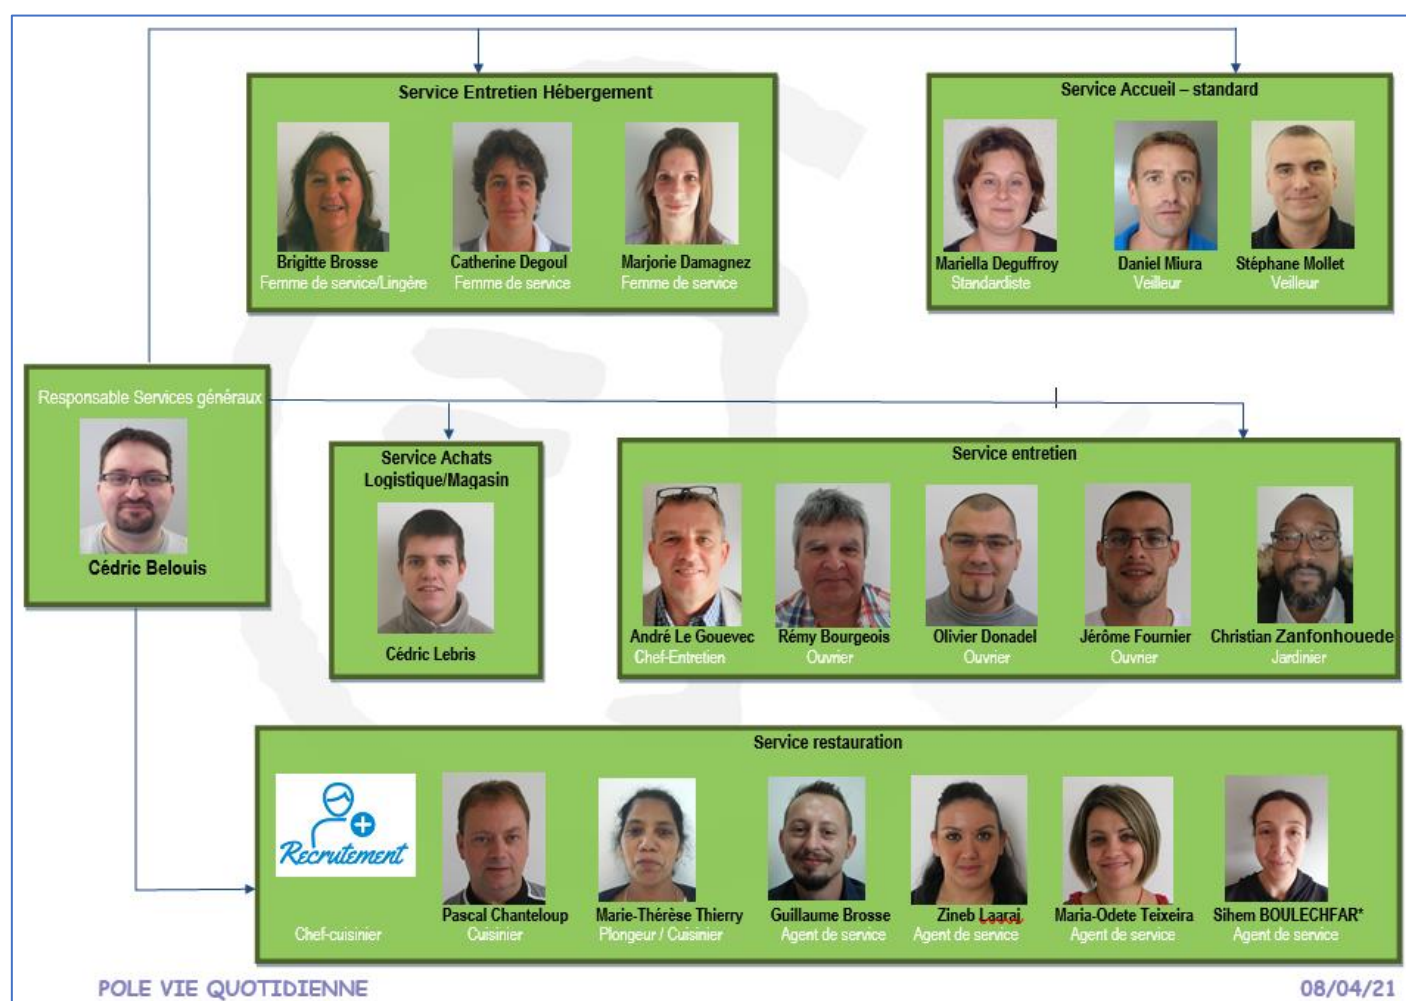 Service Entretien Hébergement
Brigitte Brosse
Femme de service/Lingère
Catherine Degoul
Femme de service
Marjorie Damagnez
Femme de service
Service Accueil – standard
Mariella Deguffroy
Standardiste
Daniel Miura
Veilleur
Stéphane Mollet
Veilleur
Responsable Services généraux
Cédric Belouis
Service Achats
Logistique/Magasin
Cédric Lebris
Service entretien
André Le Gouevec
Chef-Entretien
Rémy Bourgeois
Ouvrier
Olivier Donadel
Ouvrier
Jérôme Fournier
Ouvrier
Christian Zanfonhouede
Jardinier
Service restauration
Recrutement
Chef-cuisinier
Pascal Chanteloup
Cuisinier
Marie-Thérèse Thierry
Plongeur / Cuisinier
Guillaume Brosse
Agent de service
Zineb Laaraj
Agent de service
Maria-Odete Teixeira
Agent de service
Sihem BOULECHFAR*
Agent de service
POLE VIE QUOTIDIENNE
08/04/21